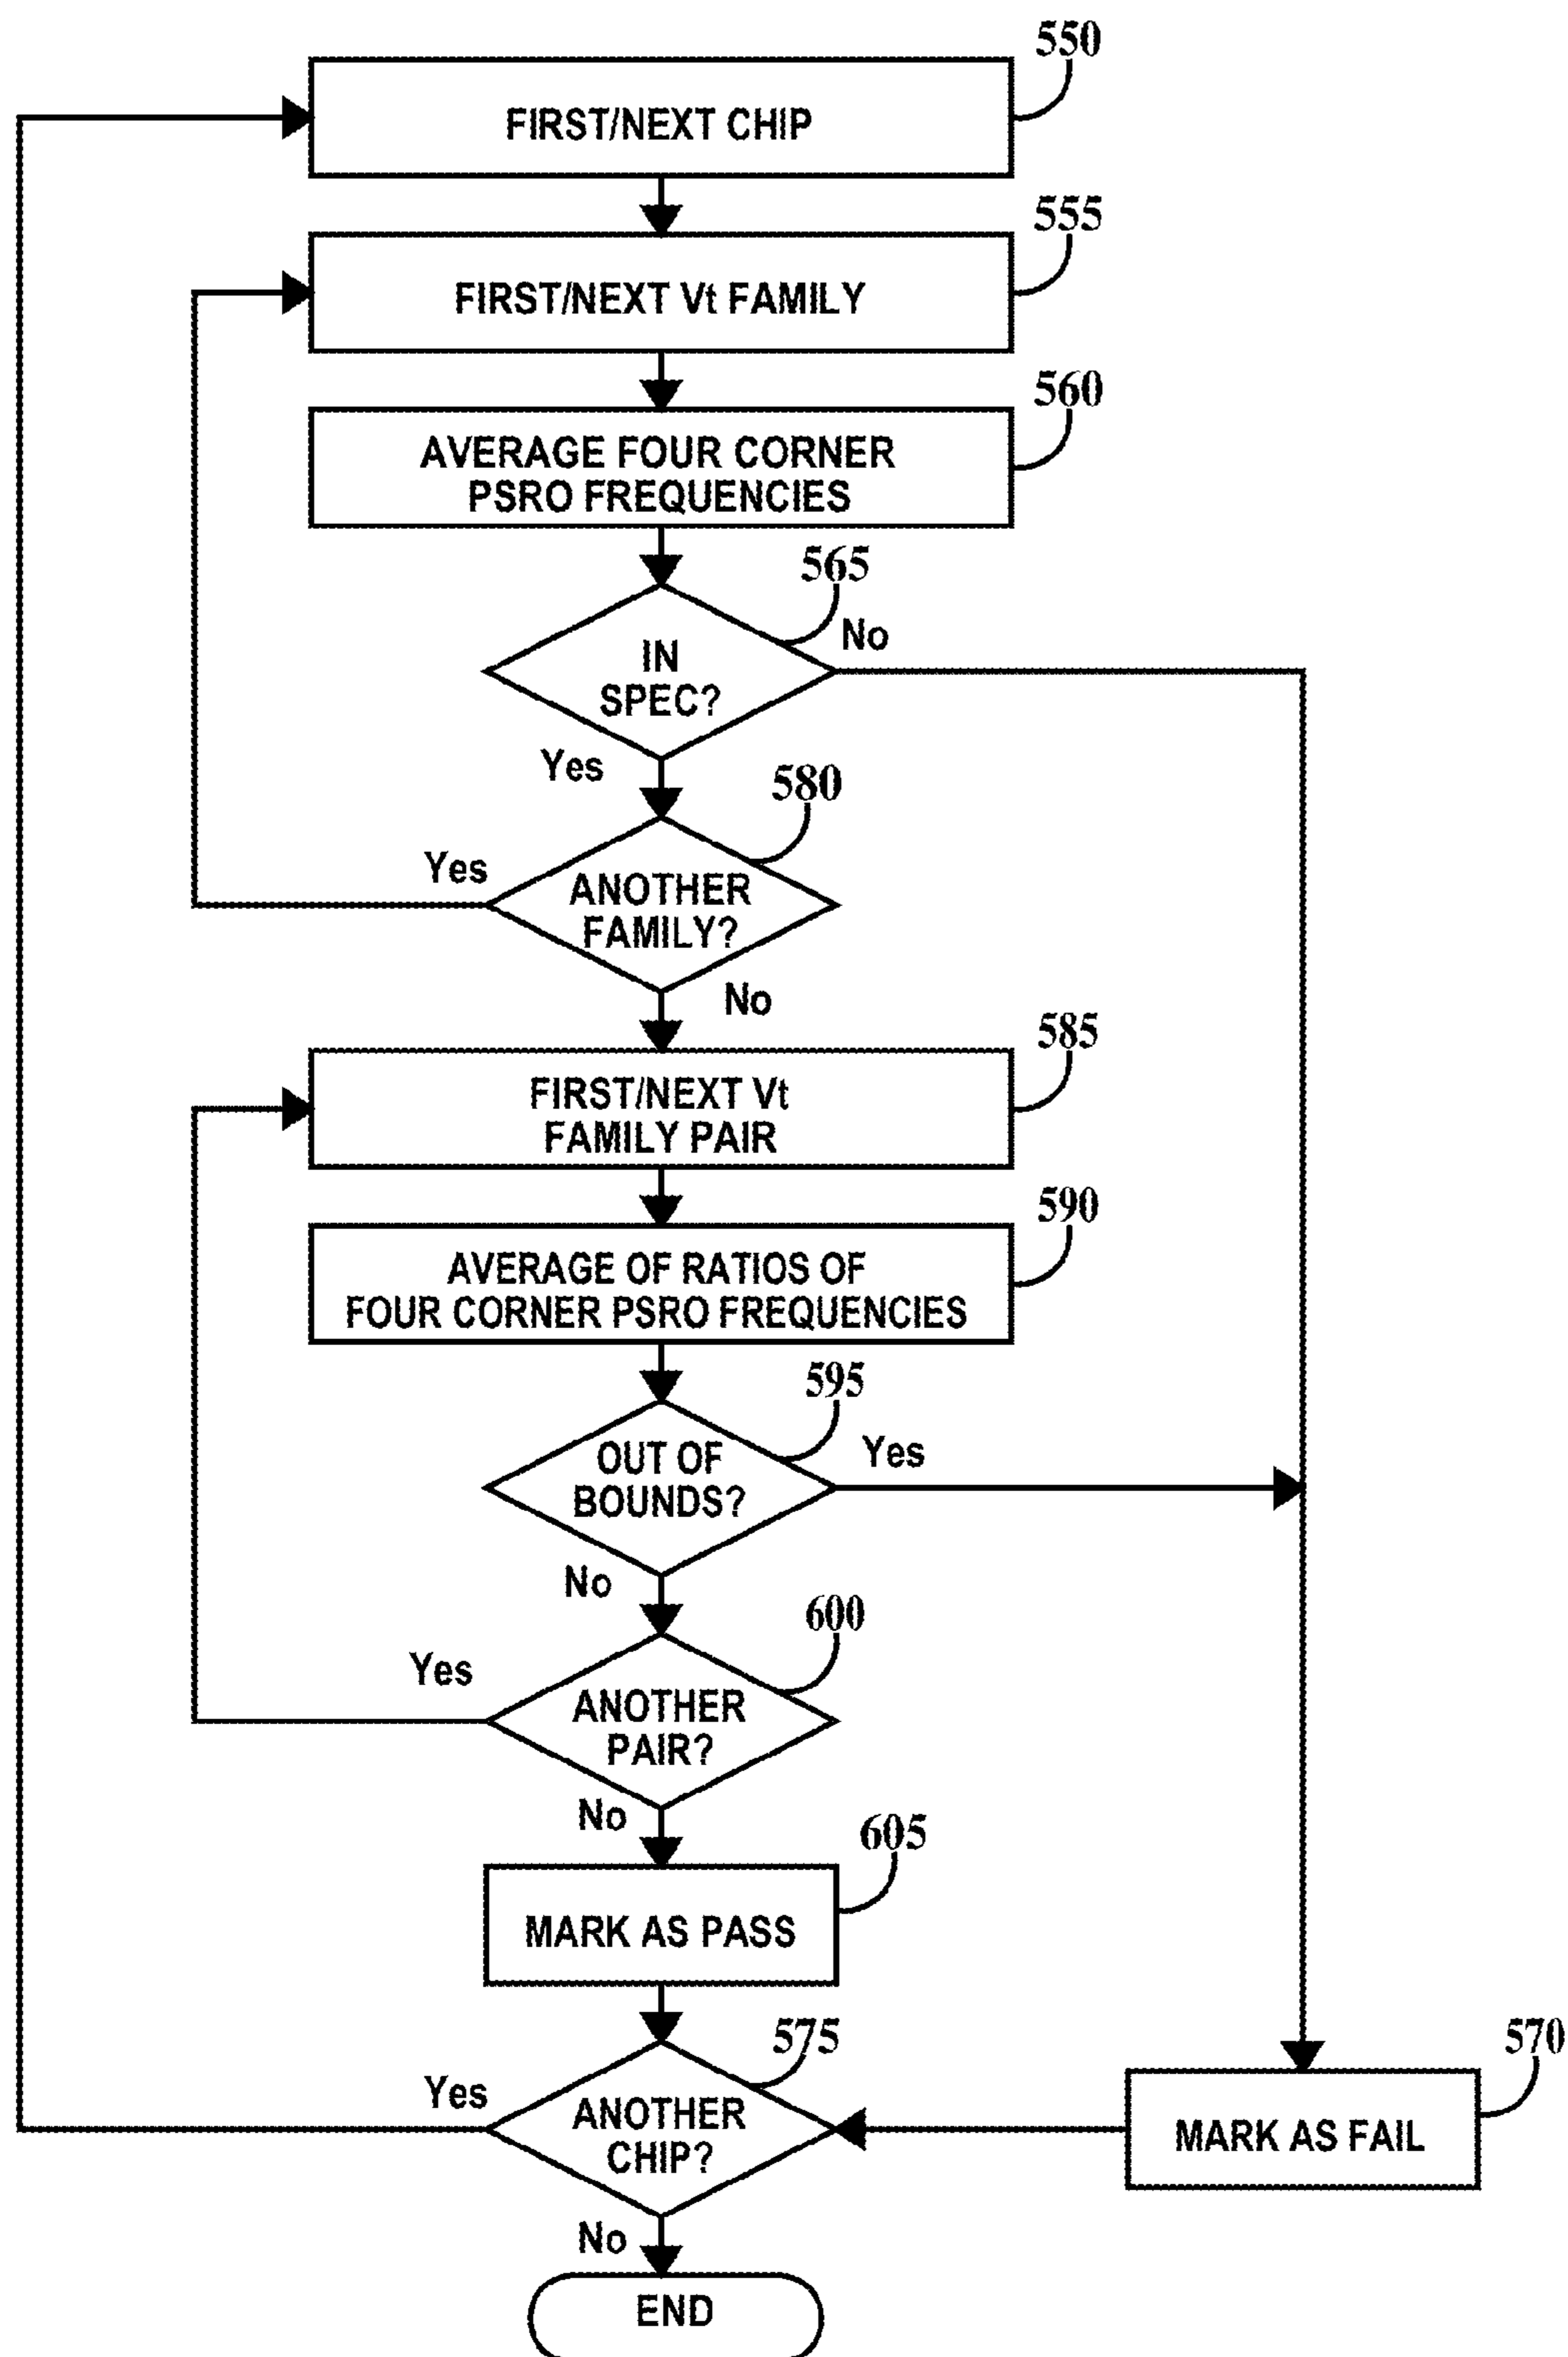 550
FIRST/NEXT CHIP
555
FIRST/NEXT Vt FAMILY
560
AVERAGE FOUR CORNER
PSRO FREQUENCIES
565
No
IN
SPEC?
Yes
580
Yes
ANOTHER
FAMILY?
No
585
FIRST/NEXT Vt
FAMILY PAIR
590
AVERAGE OF RATIOS OF
FOUR CORNER PSRO FREQUENCIES
595
OUT OF
BOUNDS?
Yes
No
600
Yes
ANOTHER
PAIR?
No
605
MARK AS PASS
575
570
Yes
ANOTHER
CHIP?
MARK AS FAIL
No
END